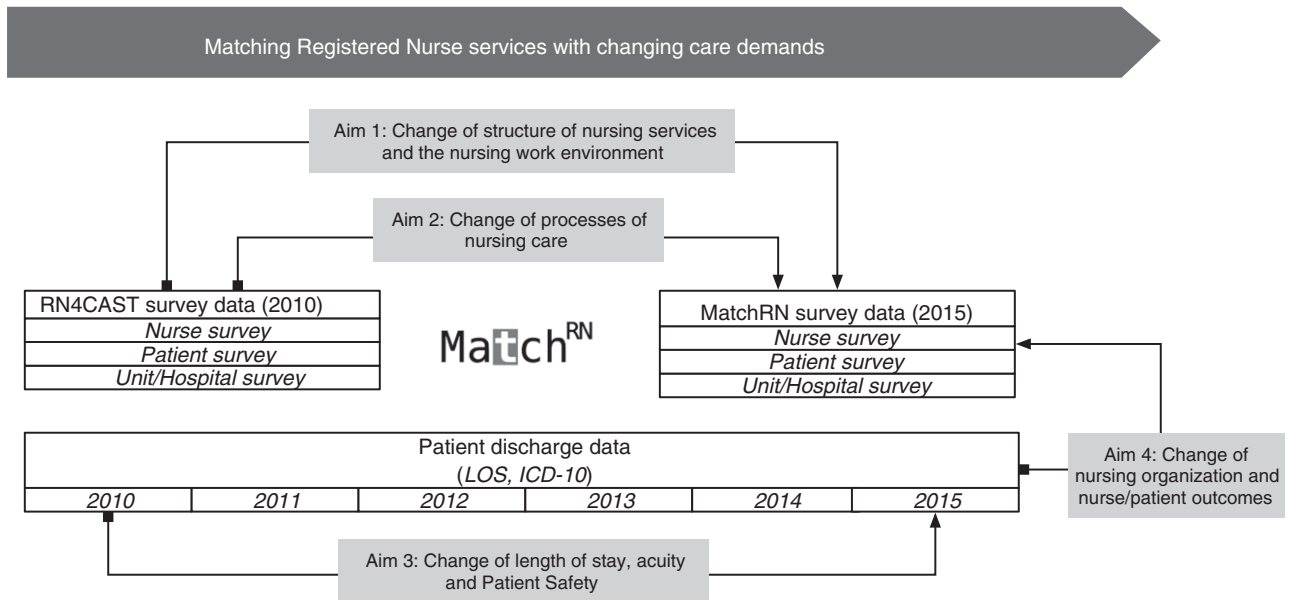 Matching Registered Nurse services with changing care demands
Aim 1: Change of structure of nursing services
and the nursing work environment
Aim 2: Change of processes of
nursing care
RN4CAST survey data (2010)
Nurse survey
Patient survey
Unit/Hospital survey
MatchRN
MatchRN survey data (2015)
Nurse survey
Patient survey
Unit/Hospital survey
Patient discharge data
(LOS, ICD-10)
2010 2011 2012 2013 2014 2015
Aim 4: Change of
nursing organization and
nurse/patient outcomes
Aim 3: Change of length of stay, acuity
and Patient Safety